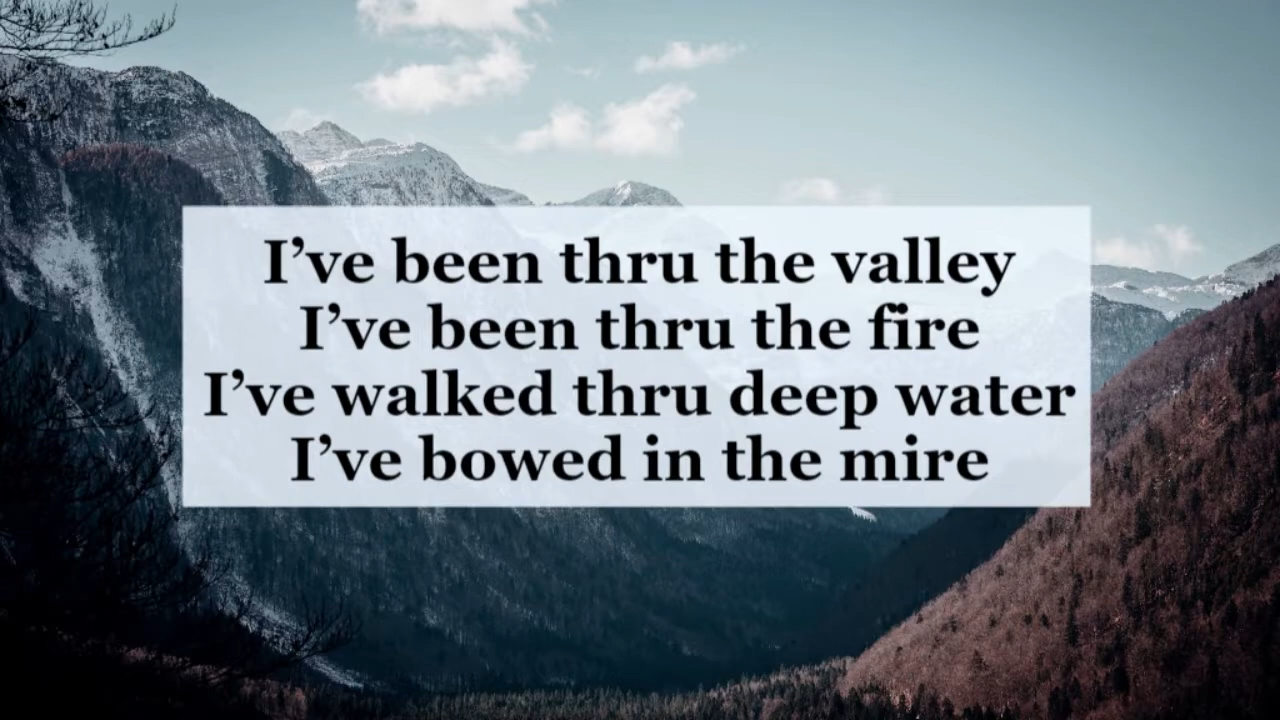 I’ve been thru the valley
I’ve been thru the fire
I’ve walked thru deep water
I’ve bowed in the mire